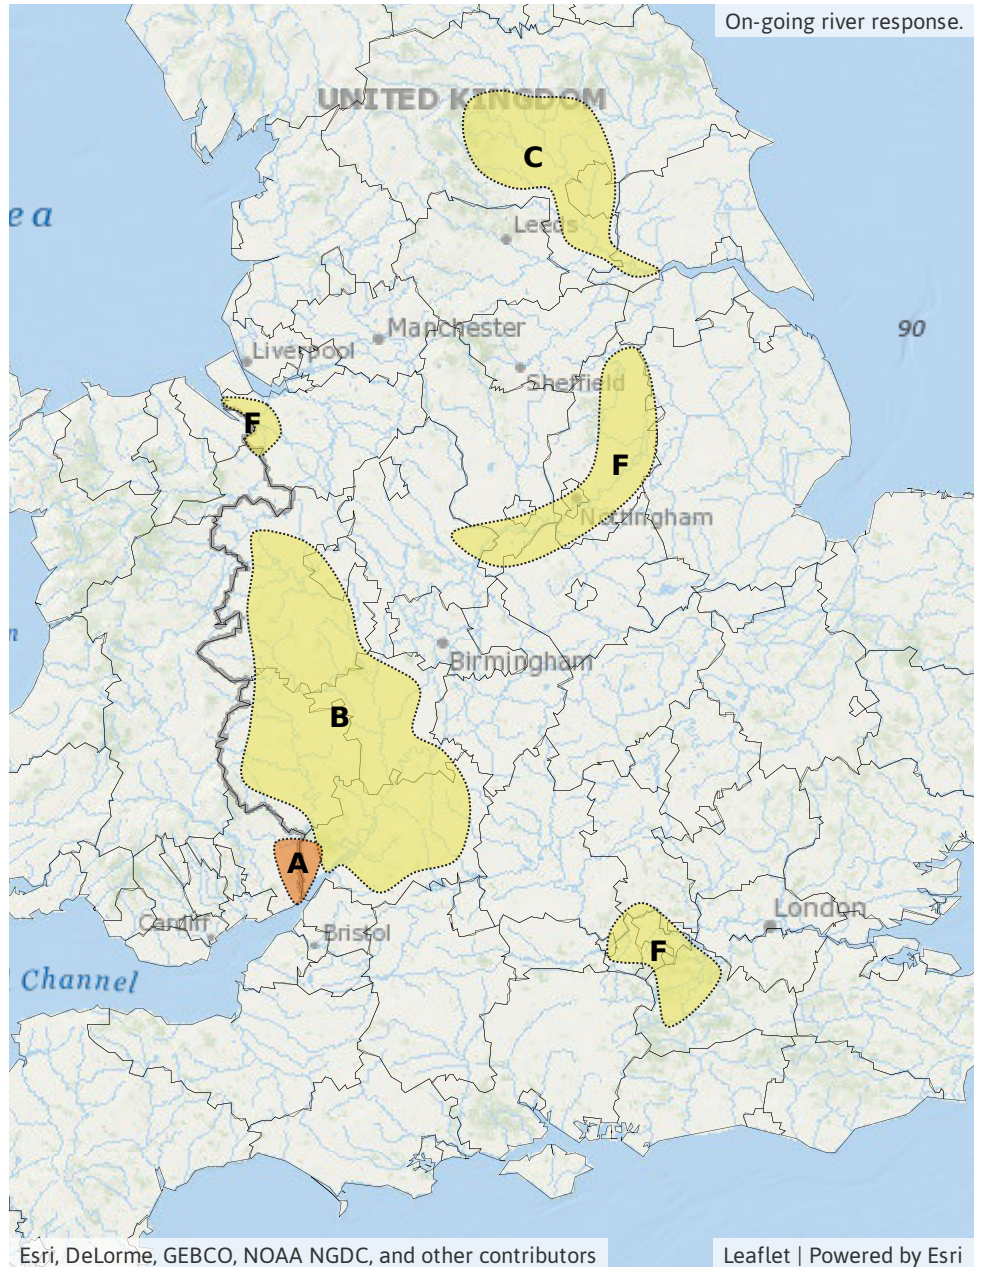 On-going river response.
UNITED KINGDOM
C
ea
Leeds
90
Manchester
Liverpool
Sheffield
F
F
Nottingham
n
Birmingham
B
A
London
Cardiff
Bristol
F
Channel
Esri, DeLorme, GEBCO, NOAA NGDC, and other contributors
Leaflet | Powered by Esri